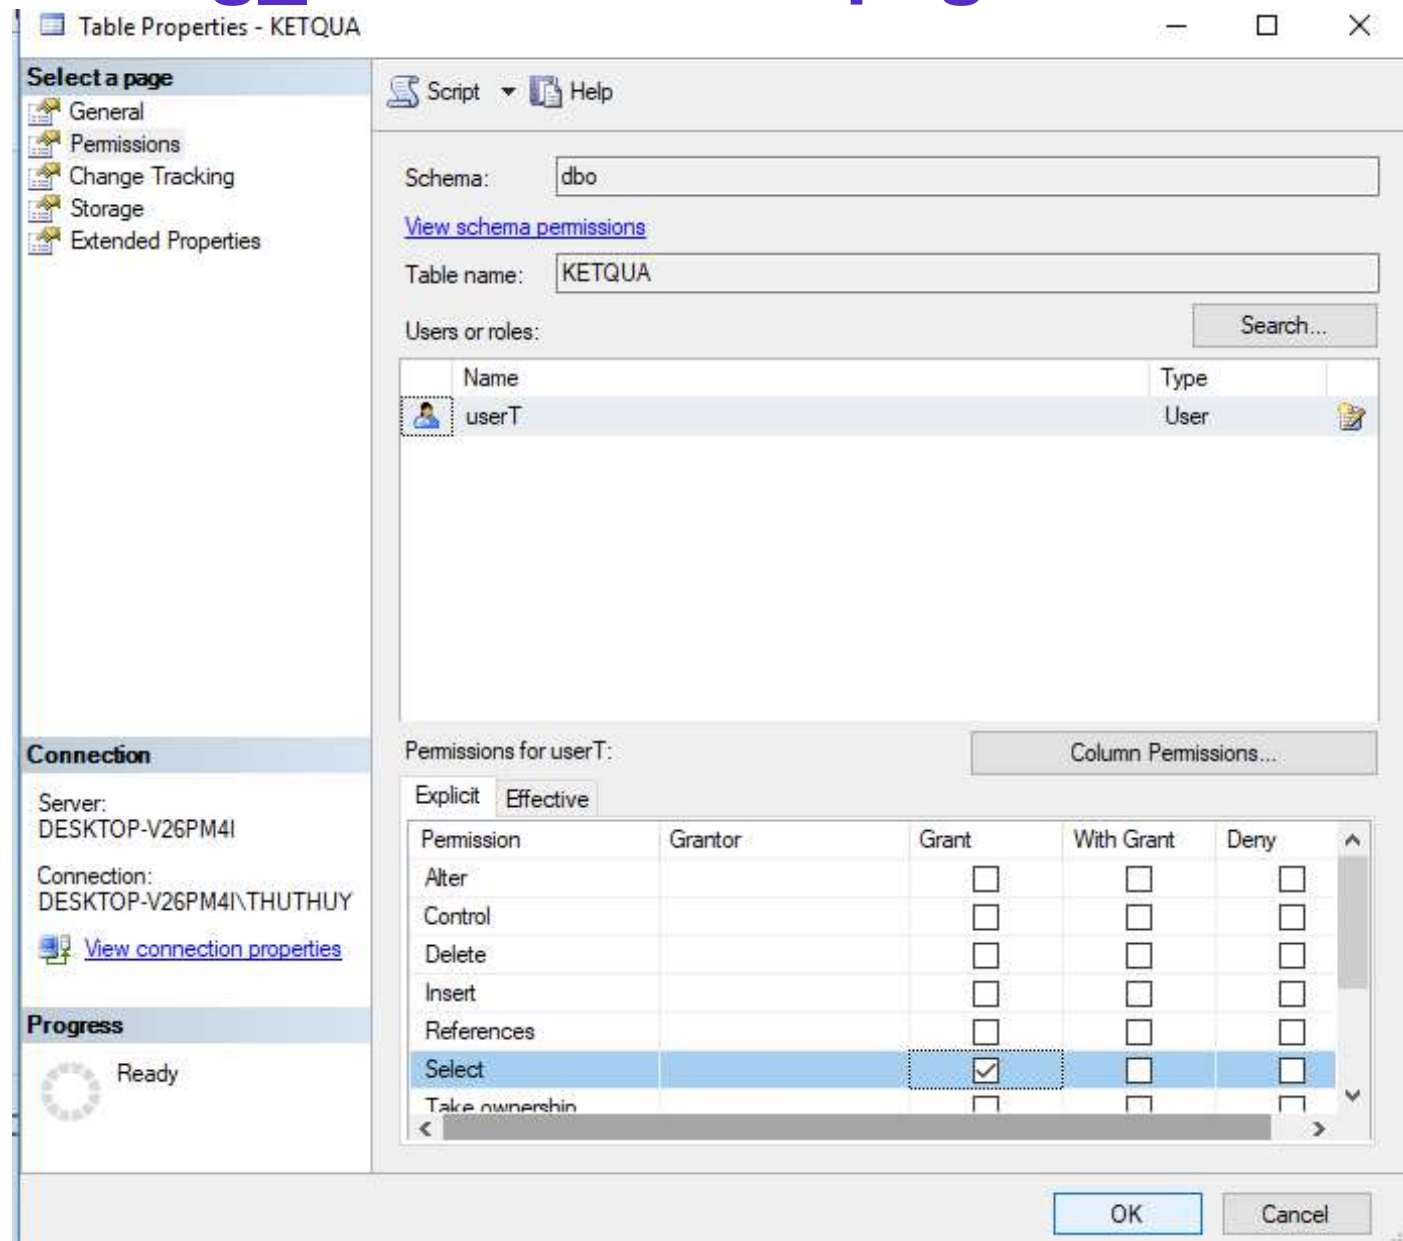 Table Properties - KETQUA
Select a page
General
Permissions
Change Tracking
Storage
Extended Properties
Script
Help
Schema:
dbo
View schema permissions
Table name:
KETQUA
Users or roles:
Search...
Name
Type
userT
User
Connection
Server:
DESKTOP-V26PM4I
Connection:
DESKTOP-V26PM4I\THUTHUY
View connection properties
Progress
Ready
Permissions for userT:
Column Permissions...
Explicit
Effective
Permission Grantor Grant With Grant Deny
Alter
Control
Delete
Insert
References
Select
Take ownership
OK
Cancel